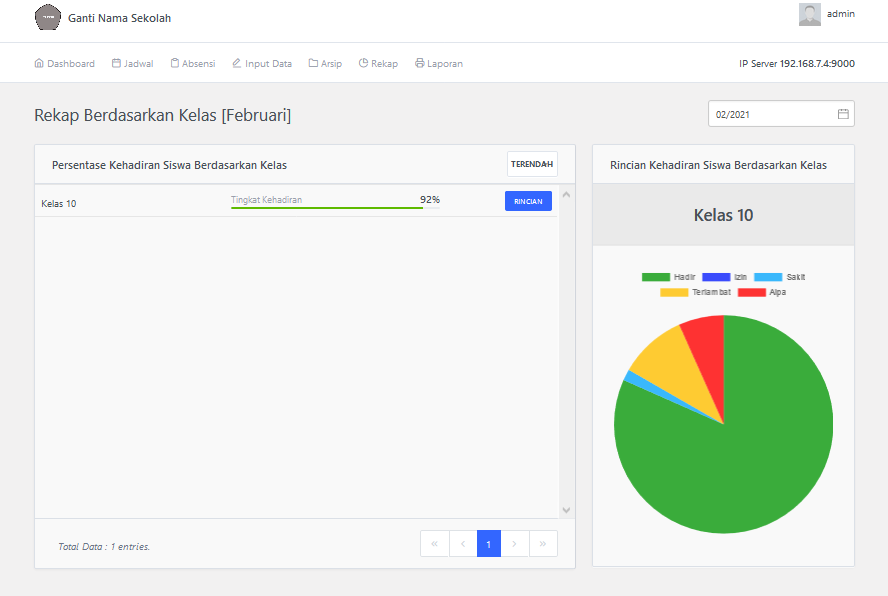 Ganti Nama Sekolah
admin
Dashboard Jadwal Absensi Input Data Arsip Rekap Laporan
IP Server 192.168.7.4:9000
Rekap Berdasarkan Kelas [Februari]
02/2021
Persentase Kehadiran Siswa Berdasarkan Kelas
TERENDAH
Kelas 10
Tingkat Kehadiran 92%
RINCIAN
Total Data : 1 entries.
« ‹ 1 › »
Rincian Kehadiran Siswa Berdasarkan Kelas
Kelas 10
Hadir Izin Sakit
Terlambat Alpa